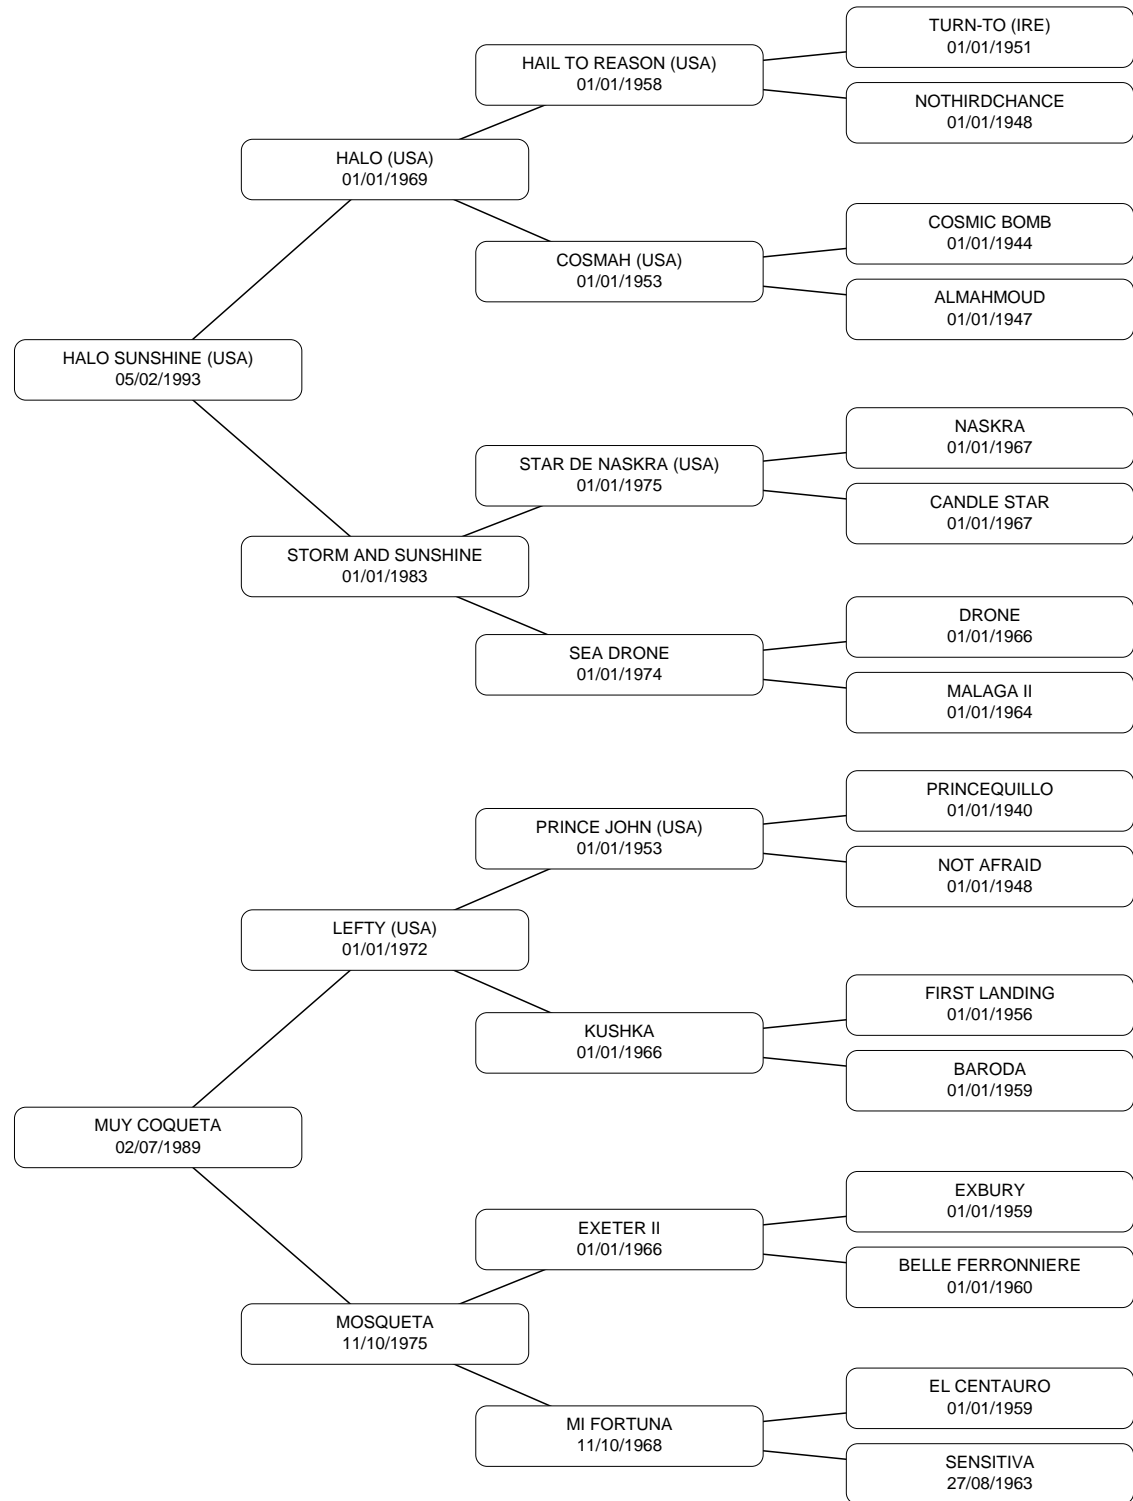 TURN-TO (IRE)
01/01/1951
HAIL TO REASON (USA)
01/01/1958
NOTHIRDCHANCE
01/01/1948
HALO (USA)
01/01/1969
COSMIC BOMB
01/01/1944
COSMAH (USA)
01/01/1953
ALMAHMOUD
01/01/1947
HALO SUNSHINE (USA)
05/02/1993
NASKRA
01/01/1967
STAR DE NASKRA (USA)
01/01/1975
CANDLE STAR
01/01/1967
STORM AND SUNSHINE
01/01/1983
DRONE
01/01/1966
SEA DRONE
01/01/1974
MALAGA II
01/01/1964
PRINCEQUILLO
01/01/1940
PRINCE JOHN (USA)
01/01/1953
NOT AFRAID
01/01/1948
LEFTY (USA)
01/01/1972
FIRST LANDING
01/01/1956
KUSHKA
01/01/1966
BARODA
01/01/1959
MUY COQUETA
02/07/1989
EXBURY
01/01/1959
EXETER II
01/01/1966
BELLE FERRONNIERE
01/01/1960
MOSQUETA
11/10/1975
EL CENTAURO
01/01/1959
MI FORTUNA
11/10/1968
SENSITIVA
27/08/1963